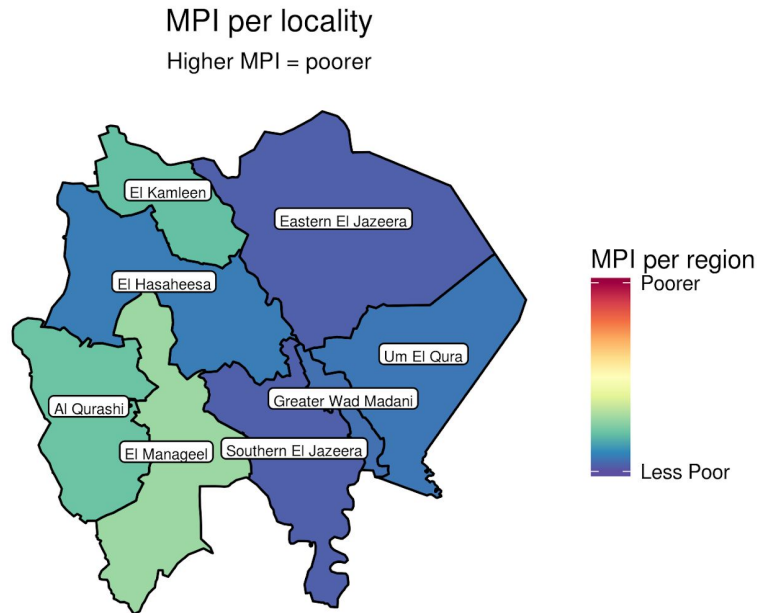 MPI per locality
Higher MPI = poorer
El Kamleen
Eastern El Jazeera
El Hasaheesa
Um El Qura
Greater Wad Madani
Al Qurashi
El Manageel
Southern El Jazeera
MPI per region
Poorer
Less Poor